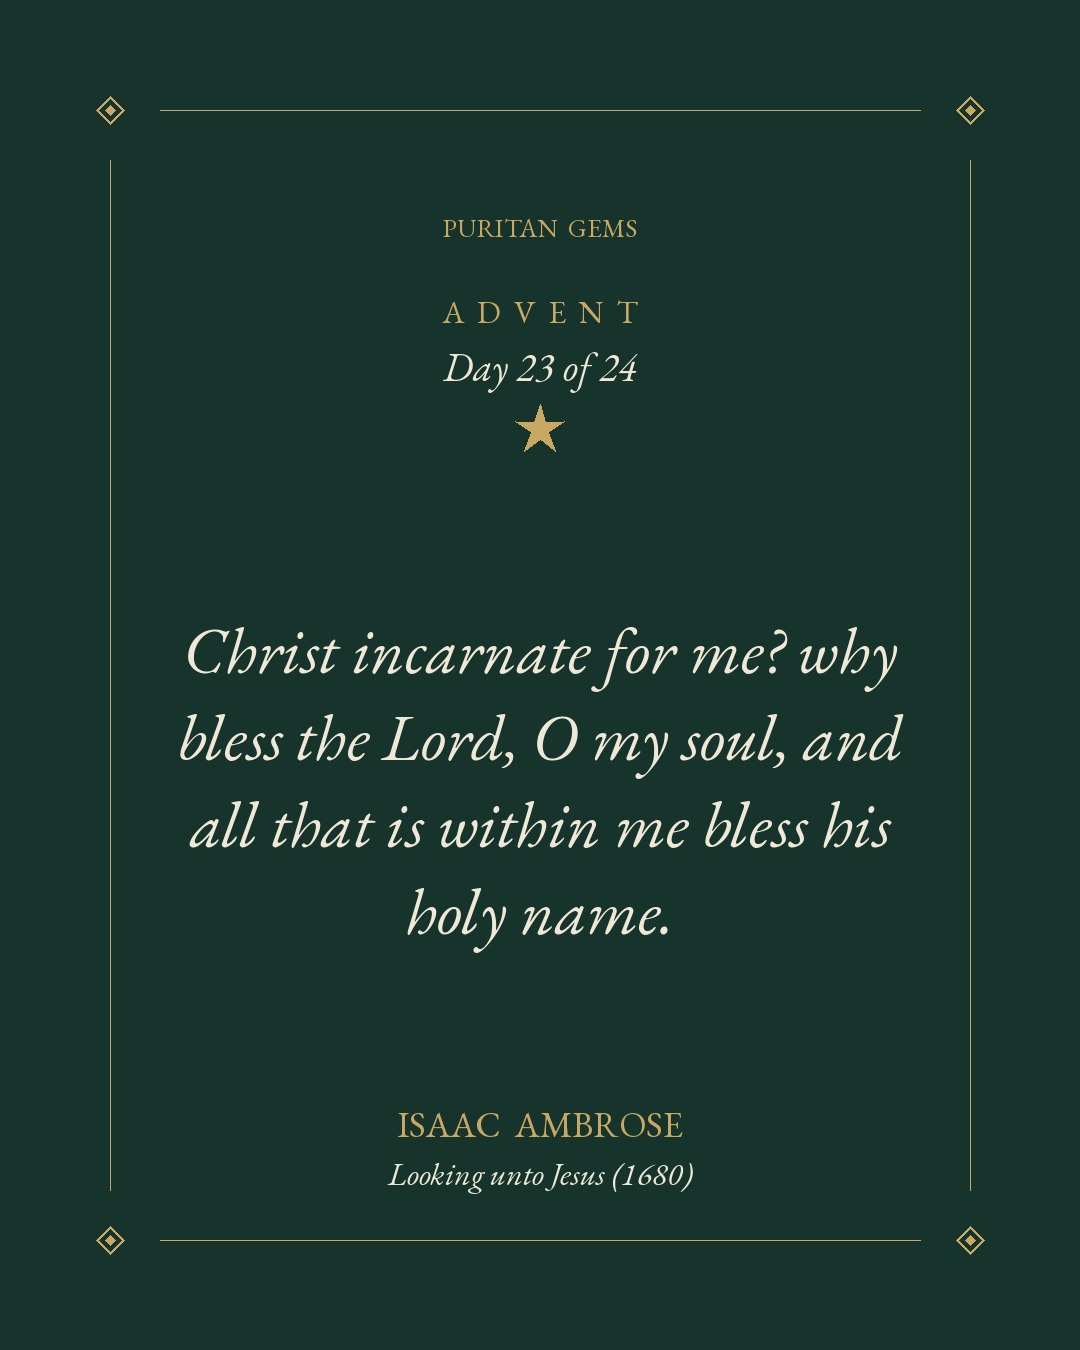 PURITAN GEMS
ADVENT
Day 23 of 24
Christ incarnate for me? why
bless the Lord, O my soul, and
all that is within me bless his
holy name.
ISAAC AMBROSE
Looking unto Jesus (1680)